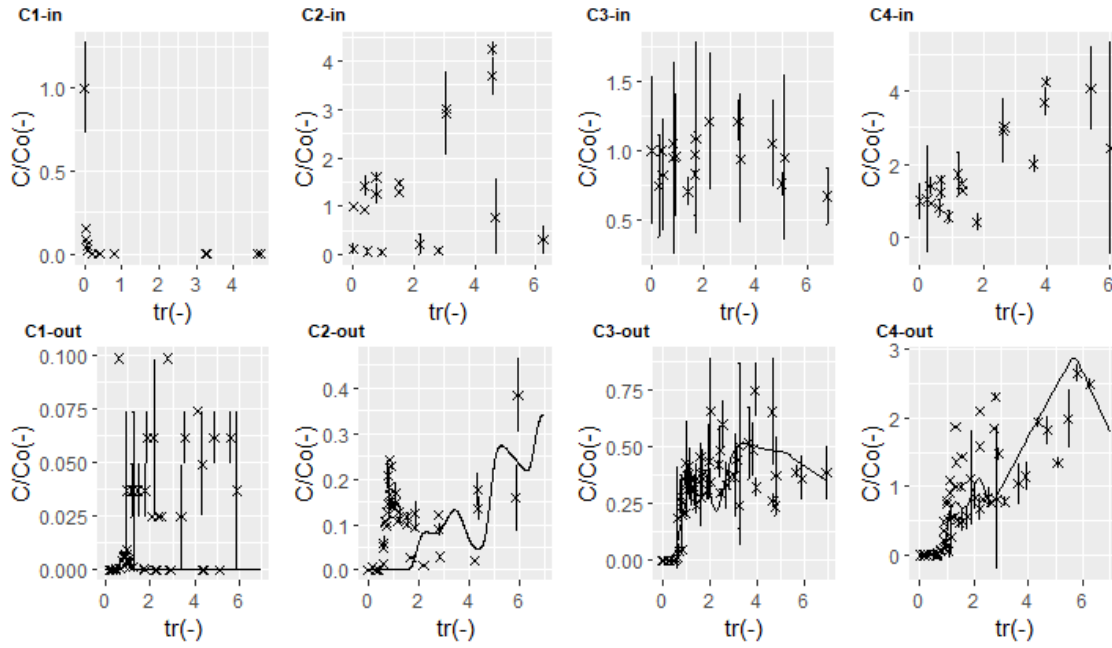 C1-in
C2-in
C3-in
C4-in
C/Co(-)
1.0
0.5
0.0
0 1 2 3 4
tr(-)
C/Co(-)
4
3
2
1
0
0 2 4 6
tr(-)
C/Co(-)
1.5
1.0
0.5
0 2 4 6
tr(-)
C/Co(-)
4
2
0
0 2 4 6
tr(-)
C1-out
C2-out
C3-out
C4-out
C/Co(-)
0.100
0.075
0.050
0.025
0.000
0 2 4 6
tr(-)
C/Co(-)
0.4
0.3
0.2
0.1
0.0
0 2 4 6
tr(-)
C/Co(-)
0.75
0.50
0.25
0.00
0 2 4 6
tr(-)
C/Co(-)
3
2
1
0
0 2 4 6
tr(-)